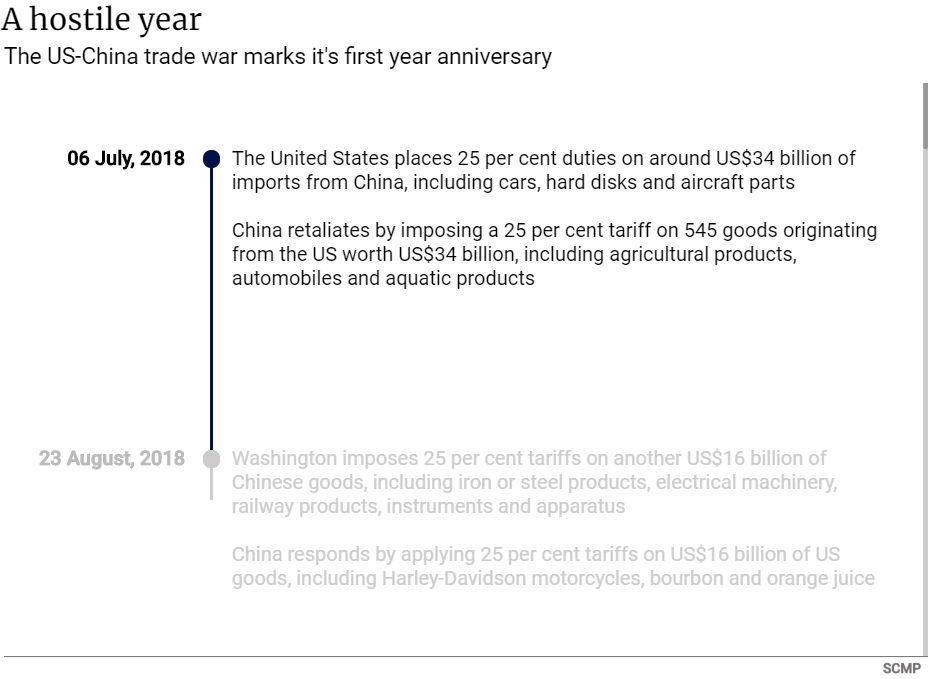 A hostile year
The US-China trade war marks it's first year anniversary
06 July, 2018
The United States places 25 per cent duties on around US$34 billion of
imports from China, including cars, hard disks and aircraft parts
China retaliates by imposing a 25 per cent tariff on 545 goods originating
from the US worth US$34 billion, including agricultural products,
automobiles and aquatic products
23 August, 2018
Washington imposes 25 per cent tariffs on another US$16 billion of
Chinese goods, including iron or steel products, electrical machinery,
railway products, instruments and apparatus
China responds by applying 25 per cent tariffs on US$16 billion of US
goods, including Harley-Davidson motorcycles, bourbon and orange juice
SCMP